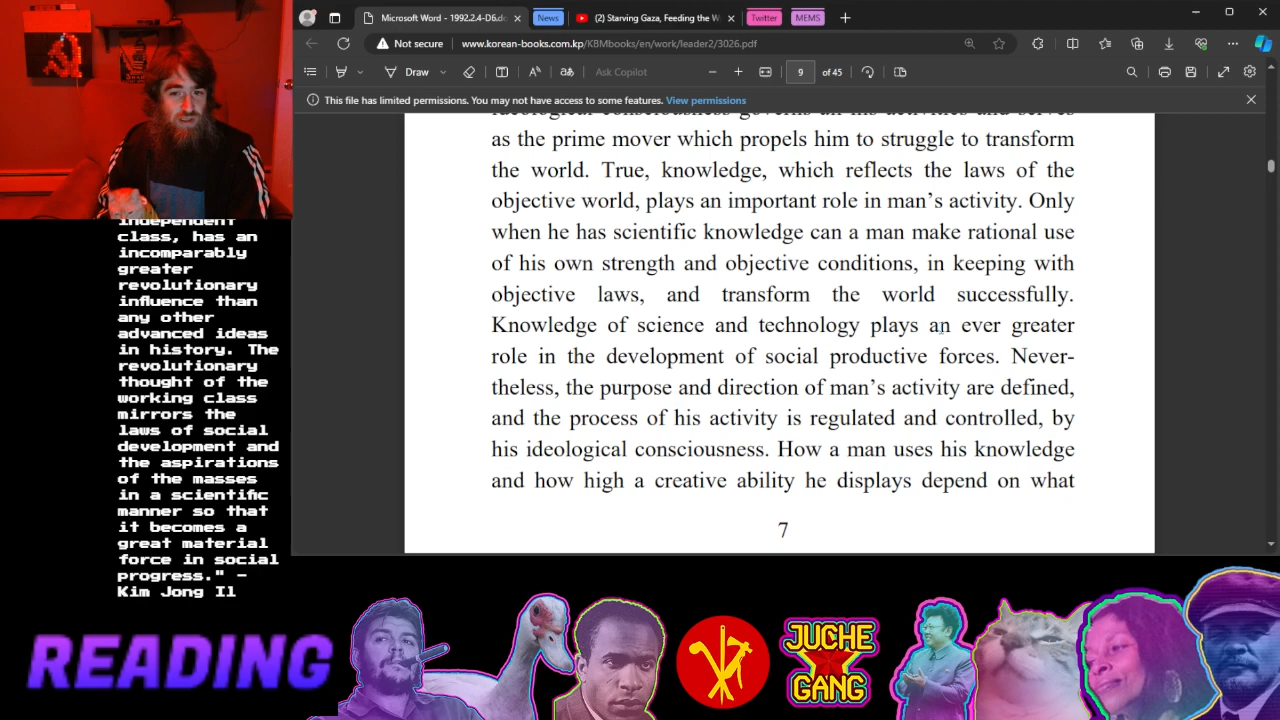 Microsoft Word - 1992.2.4-D6.do
News
(2) Starving Gaza, Feeding the W
Twitter
MEMS
Not secure
www.korean-books.com.kp/KBMbooks/en/work/leader2/3026.pdf
Draw
Ask Copilot
9
of 45
This file has limited permissions. You may not have access to some features. View permissions
ideological consciousness governs all his activities and serves
as the prime mover which propels him to struggle to transform
the world. True, knowledge, which reflects the laws of the
objective world, plays an important role in man's activity. Only
when he has scientific knowledge can a man make rational use
of his own strength and objective conditions, in keeping with
objective laws, and transform the world successfully.
Knowledge of science and technology plays an ever greater
role in the development of social productive forces. Never-
theless, the purpose and direction of man's activity are defined,
and the process of his activity is regulated and controlled, by
his ideological consciousness. How a man uses his knowledge
and how high a creative ability he displays depend on what
7
independent
class, has an
incomparably
greater
revolutionary
influence than
any other
advanced ideas
in history. The
revolutionary
thought of the
working class
mirrors the
laws of social
development and
the aspirations
of the masses
in a scientific
manner so that
it becomes a
great material
force in social
progress." -
Kim Jong Il
READING
JUCHE
GANG